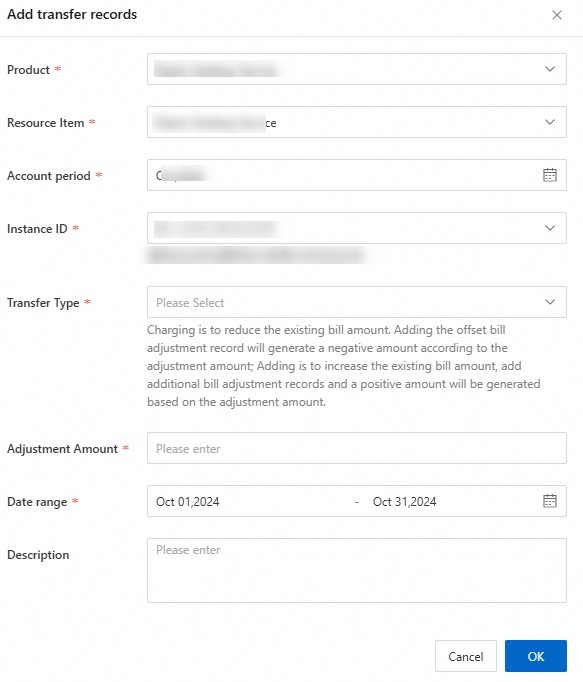 Add transfer records
Product *
Resource Item *
Account period *
Instance ID *
Transfer Type * Please Select
Charging is to reduce the existing bill amount. Adding the offset bill
adjustment record will generate a negative amount according to the
adjustment amount; Adding is to increase the existing bill amount, add
additional bill adjustment records and a positive amount will be generated
based on the adjustment amount.
Adjustment Amount * Please enter
Date range * Oct 01,2024 - Oct 31,2024
Description Please enter
Cancel OK